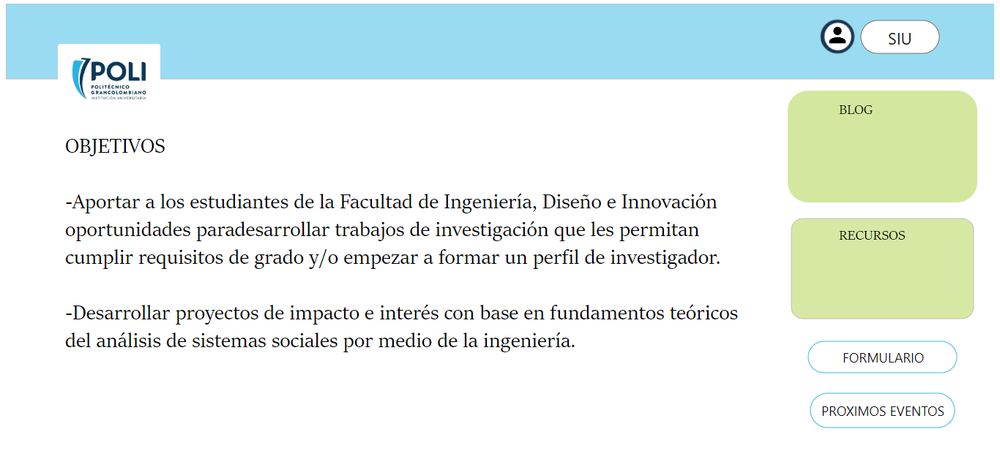 SIU
POLI
POLITÉCNICO
GRANCOLOMBIANO
INSTITUCIÓN UNIVERSITARIA
OBJETIVOS
-Aportar a los estudiantes de la Facultad de Ingeniería, Diseño e Innovación
oportunidades paradesarrollar trabajos de investigación que les permitan
cumplir requisitos de grado y/o empezar a formar un perfil de investigador.
-Desarrollar proyectos de impacto e interés con base en fundamentos teóricos
del análisis de sistemas sociales por medio de la ingeniería.
BLOG
RECURSOS
FORMULARIO
PROXIMOS EVENTOS